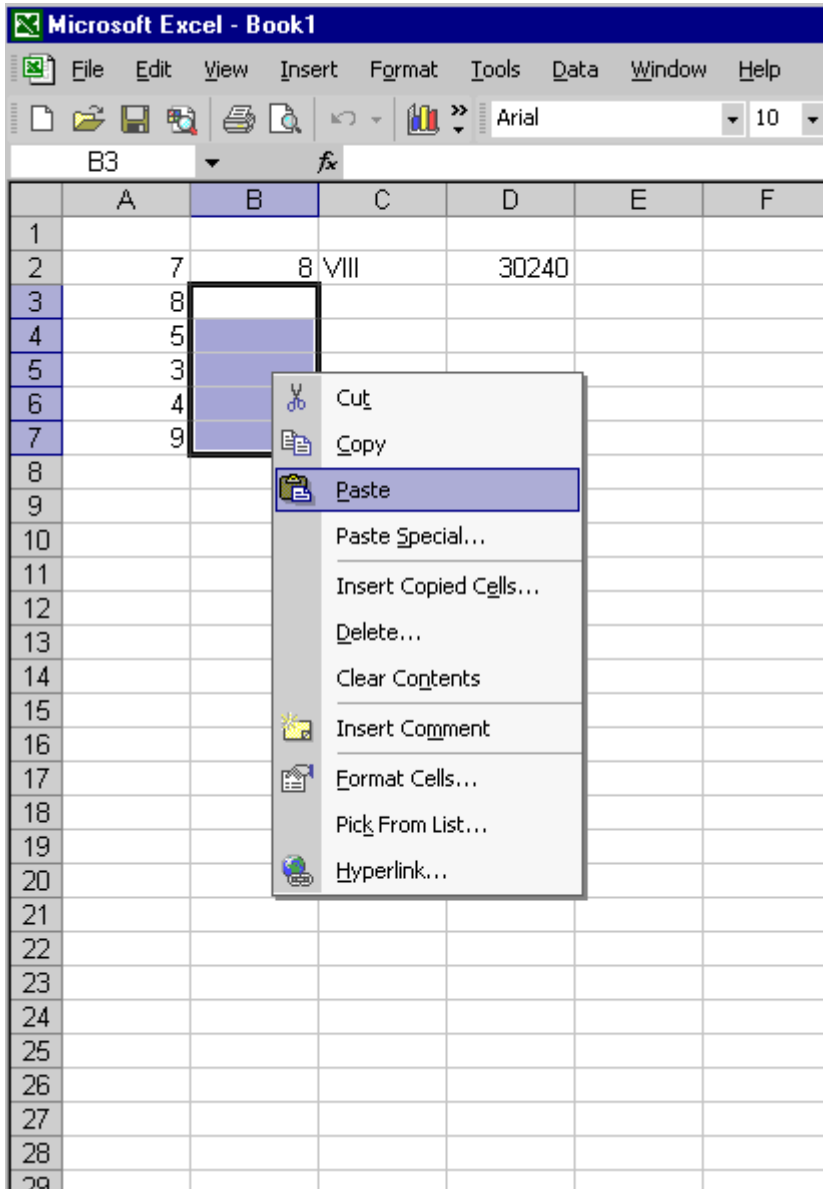 Microsoft Excel - Book1
File Edit View Insert Format Tools Data Window Help
Arial 10
B3 fx
A B C D E F
1
2 7 8 VIII 30240
3 8
4 5
5 3
6 4
7 9
8
9
10
11
12
13
14
15
16
17
18
19
20
21
22
23
24
25
26
27
28
29
Cut
Copy
Paste
Paste Special...
Insert Copied Cells...
Delete...
Clear Contents
Insert Comment
Format Cells...
Pick From List...
Hyperlink...